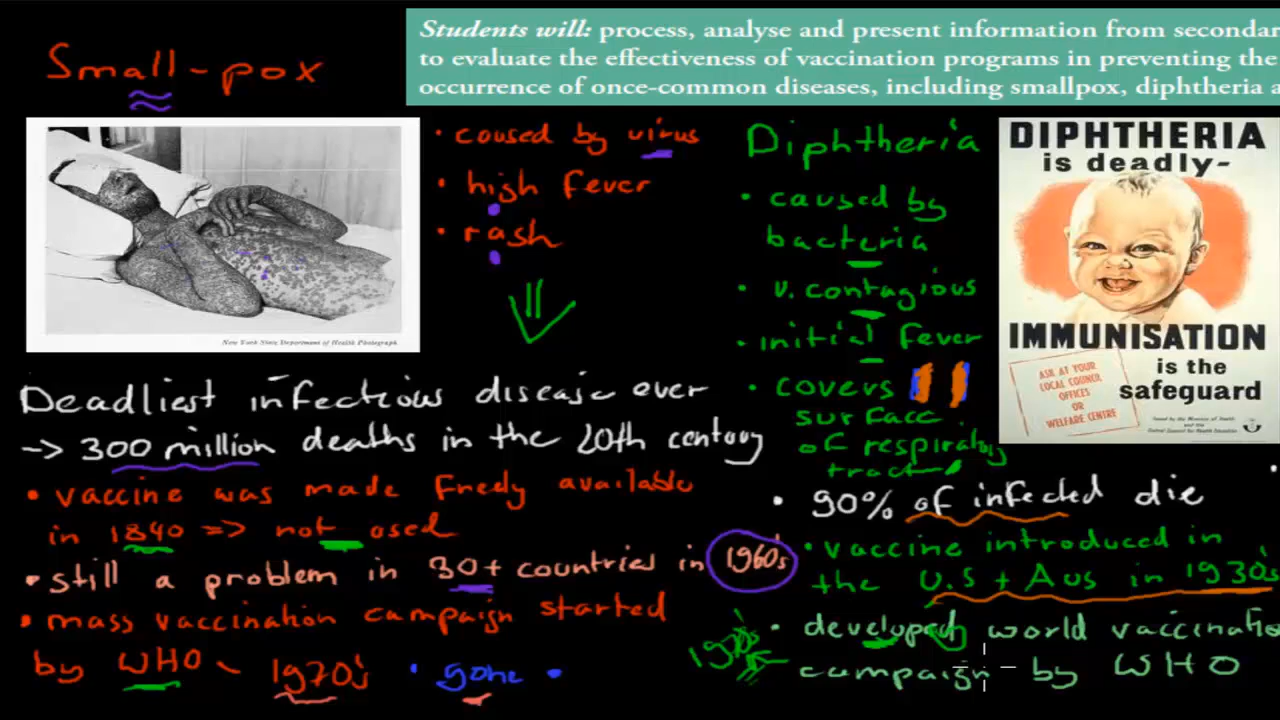 Students will: process, analyse and present information from secondar
to evaluate the effectiveness of vaccination programs in preventing the
occurrence of once-common diseases, including smallpox, diphtheria a
Small-pox
New York State Department of Health Photograph.
• caused by virus
• high fever
• rash
Deadliest infectious disease ever
-> 300 million deaths in the 20th century
• vaccine was made freely available
in 1840 => not used
• still a problem in 30+ countries in 1960's
• mass vaccination campaign started
by WHO ~ 1970's • gone •
Diphtheria
• caused by
bacteria
• v. contagious
• initial fever
• covers
surface
of respiratory
tract
• 90% of infected die
• vaccine introduced in
the U.S + Aus in 1930's
• developed world vaccinatio
campaign by WHO
1970's
DIPHTHERIA
is deadly-
IMMUNISATION
is the
safeguard
ASK AT YOUR
LOCAL COUNCIL
OFFICES
OR
WELFARE CENTRE